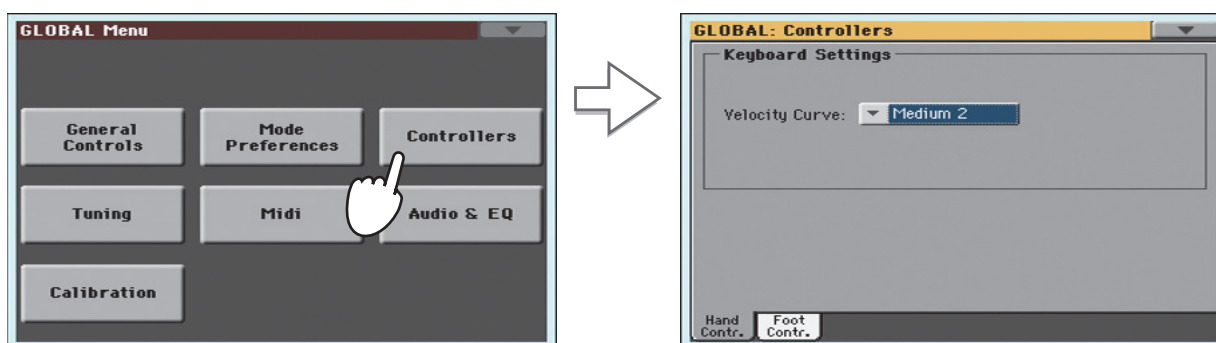 GLOBAL Menu
General
Controls
Mode
Preferences
Controllers
Tuning
Midi
Audio & EQ
Calibration
GLOBAL: Controllers
Keyboard Settings
Velocity Curve: Medium 2
Hand
Contr.
Foot
Contr.